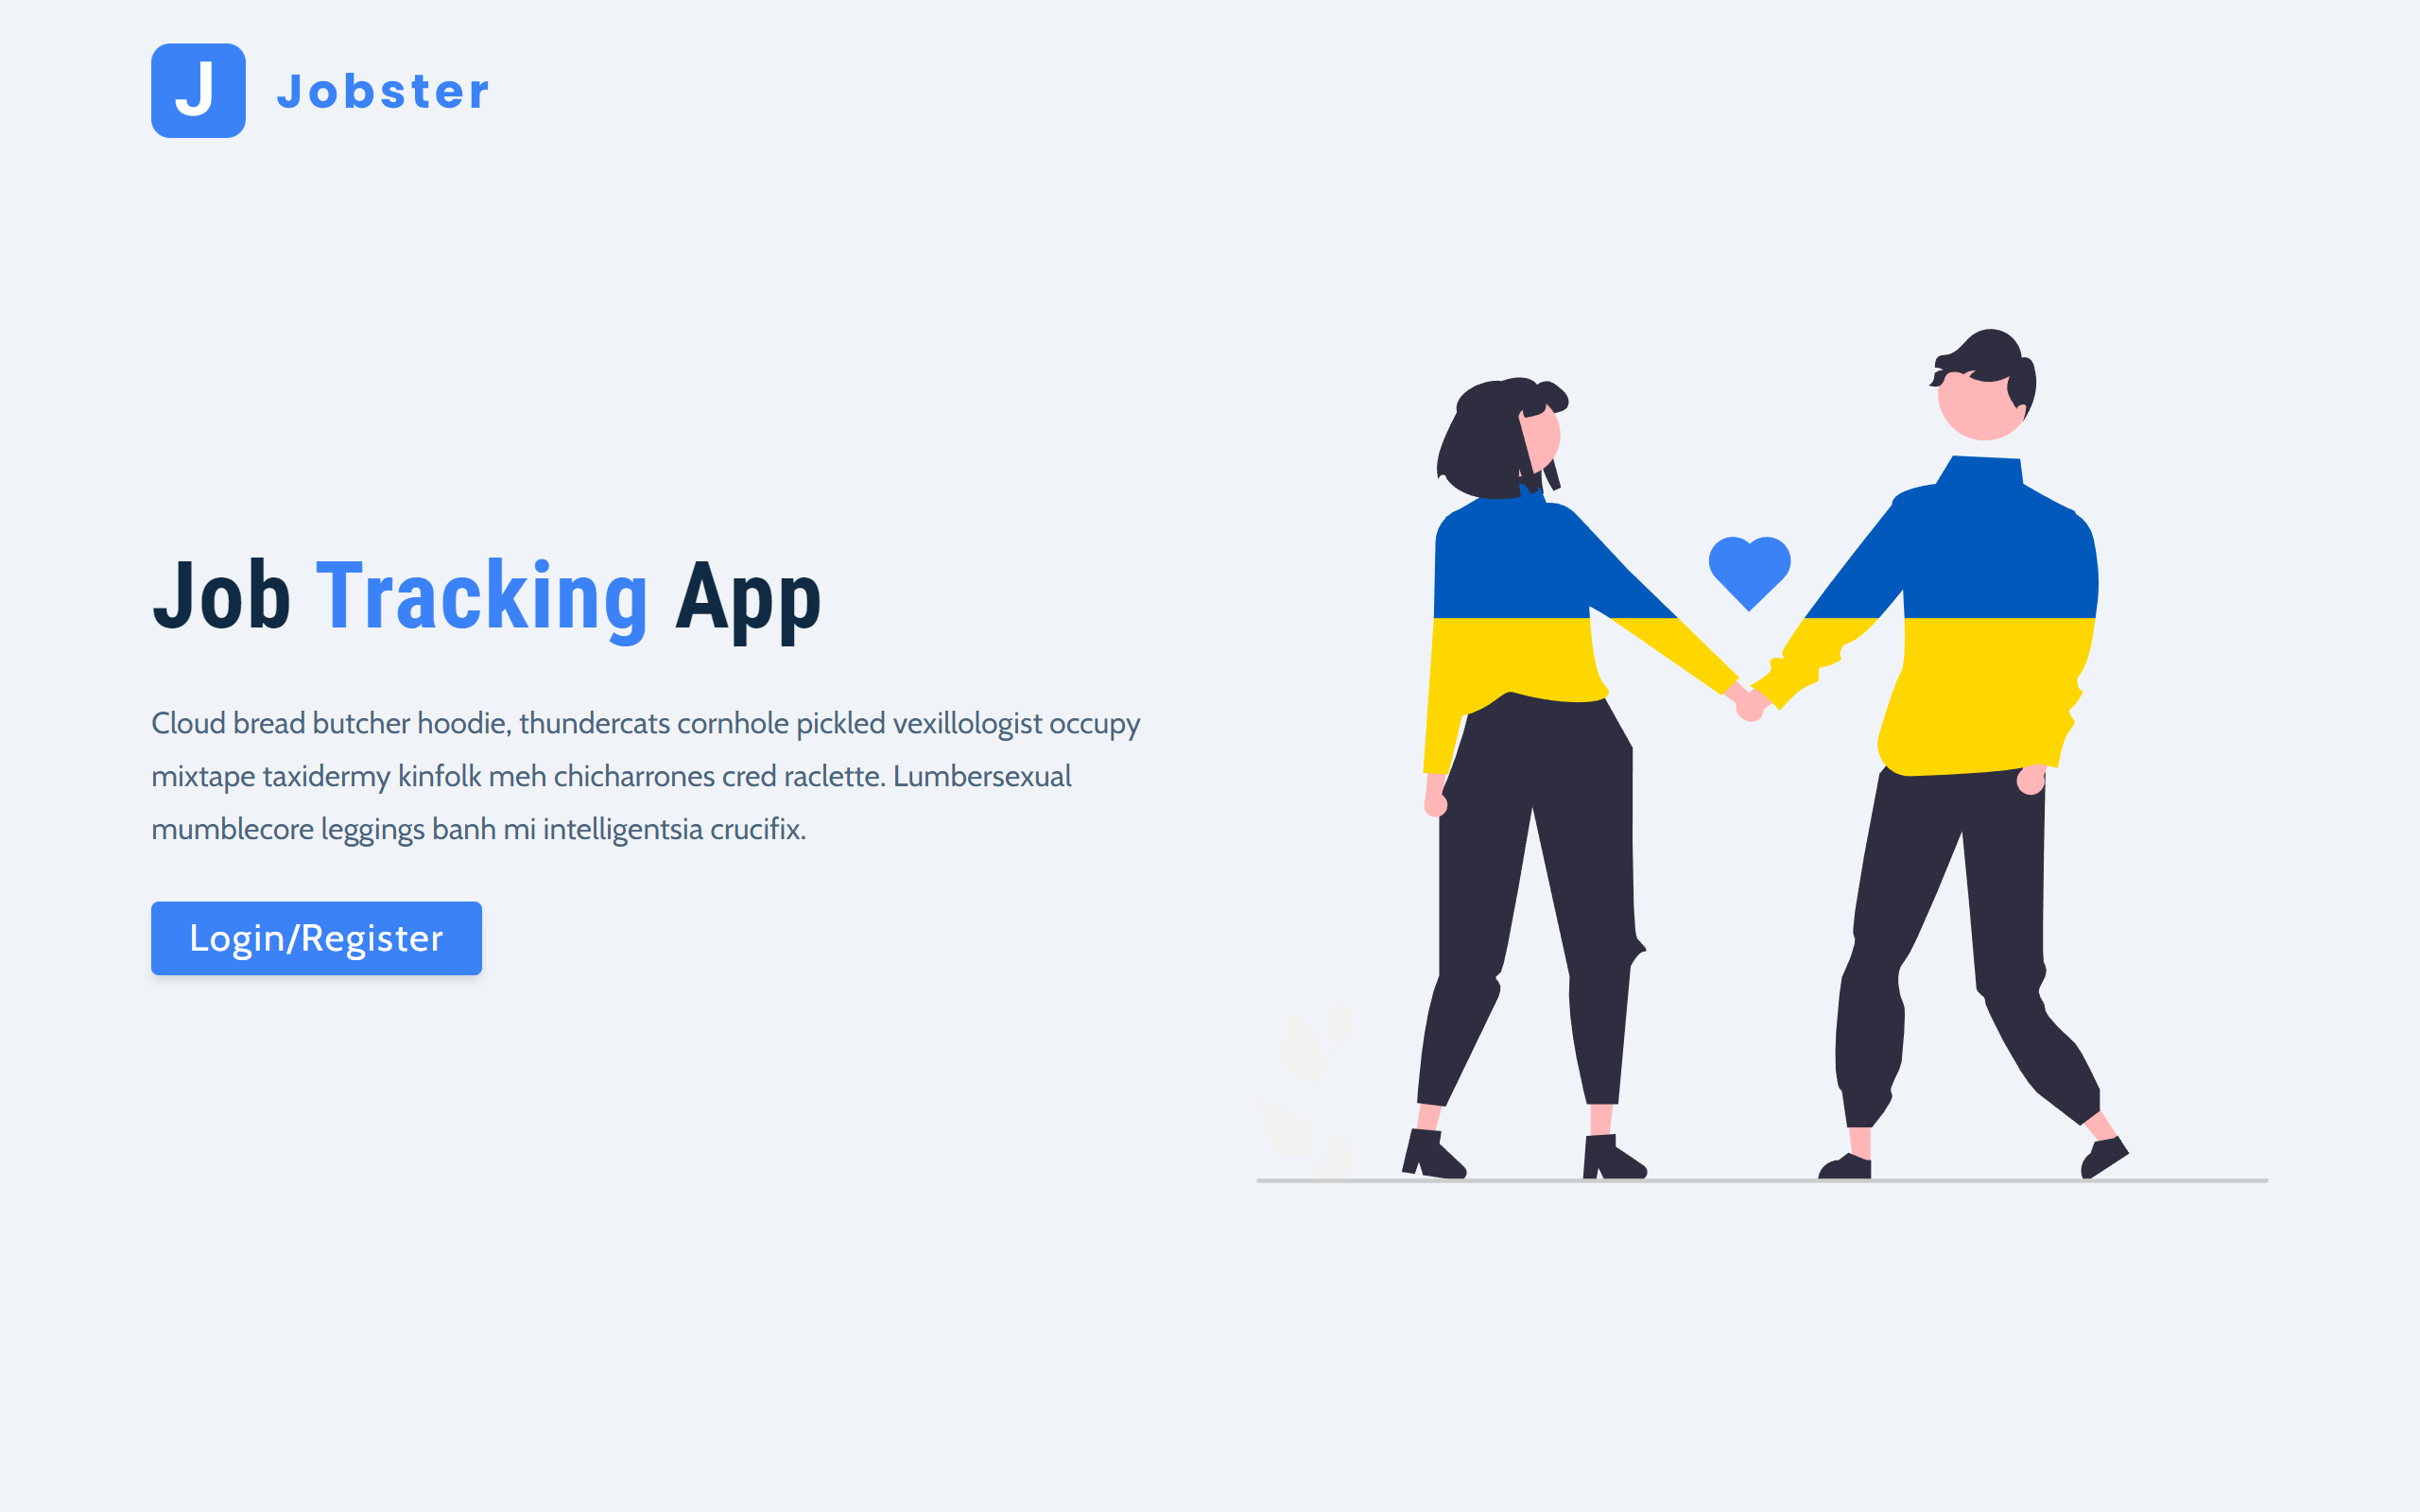 J Jobster
Job Tracking App
Cloud bread butcher hoodie, thundercats cornhole pickled vexillologist occupy
mixtape taxidermy kinfolk meh chicharrones cred raclette. Lumbersexual
mumblecore leggings banh mi intelligentsia crucifix.
Login/Register